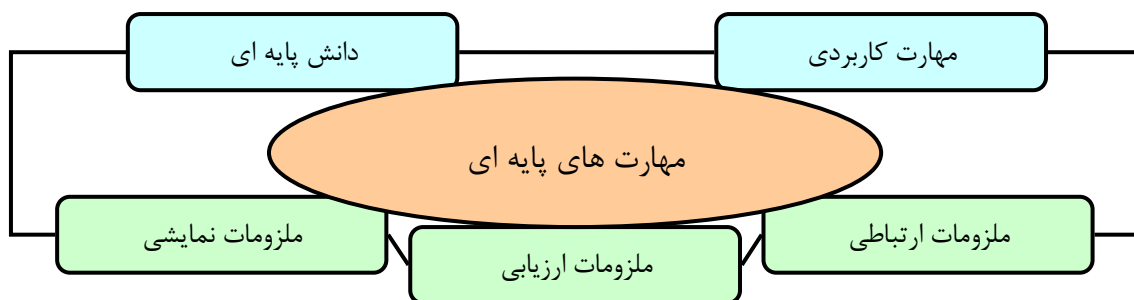 مهارت کاربردی
دانش پایه ای
مهارت های پایه ای
ملزومات ارتباطی
ملزومات ارزیابی
ملزومات نمایشی